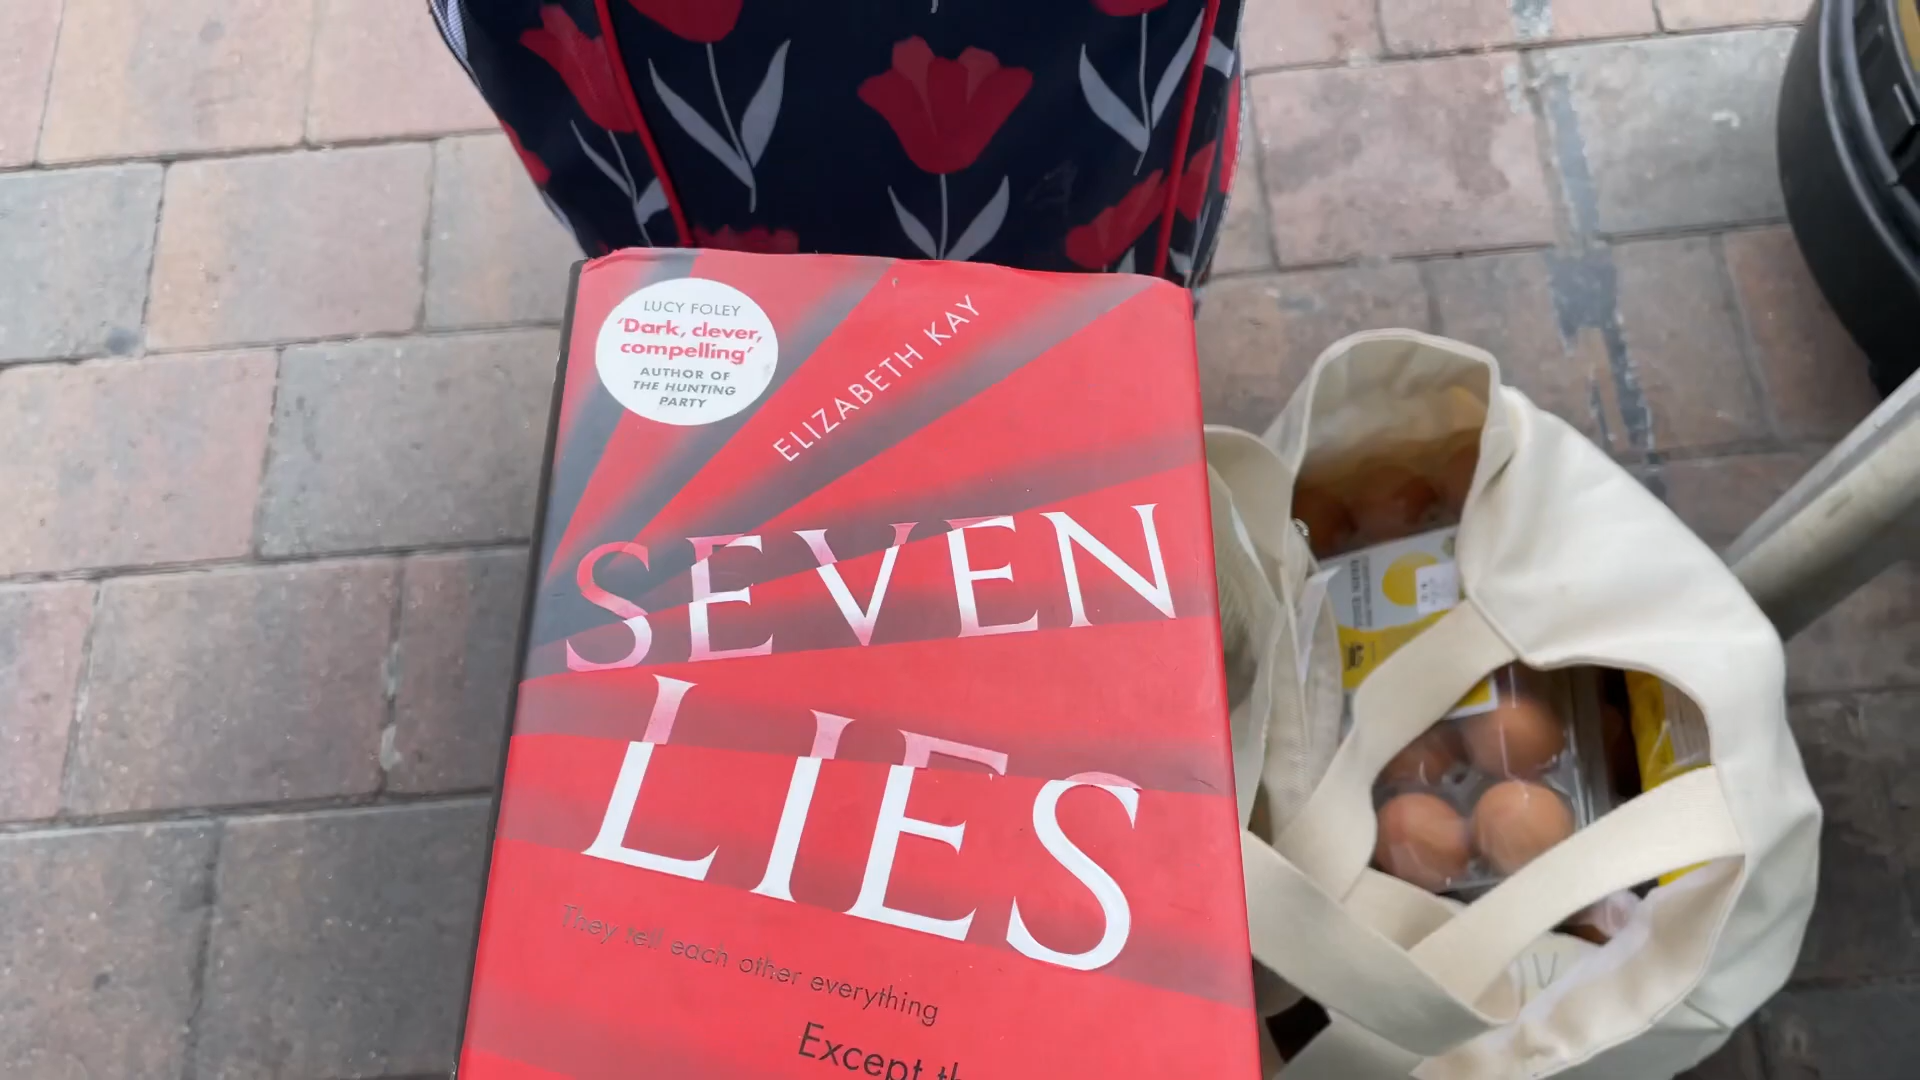 LUCY FOLEY
'Dark, clever,
compelling'
AUTHOR OF
THE HUNTING
PARTY
ELIZABETH KAY
SEVEN
LIES
They tell each other everything
Except